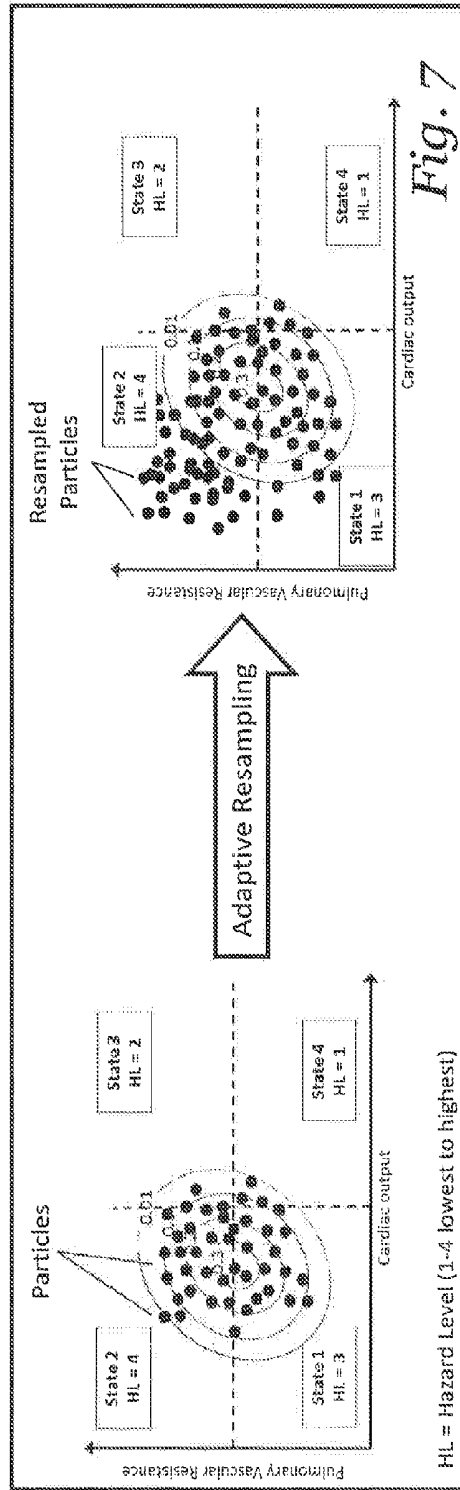 Particles
State 2
HL = 4
State 3
HL = 2
State 1
HL = 3
State 4
HL = 1
0.01
Pulmonary Vascular Resistance
Cardiac output
HL = Hazard Level (1-4 lowest to highest)
Adaptive Resampling
Resampled
Particles
State 2
HL = 4
State 3
HL = 2
State 1
HL = 3
State 4
HL = 1
0.01
Pulmonary Vascular Resistance
Cardiac output
Fig. 7